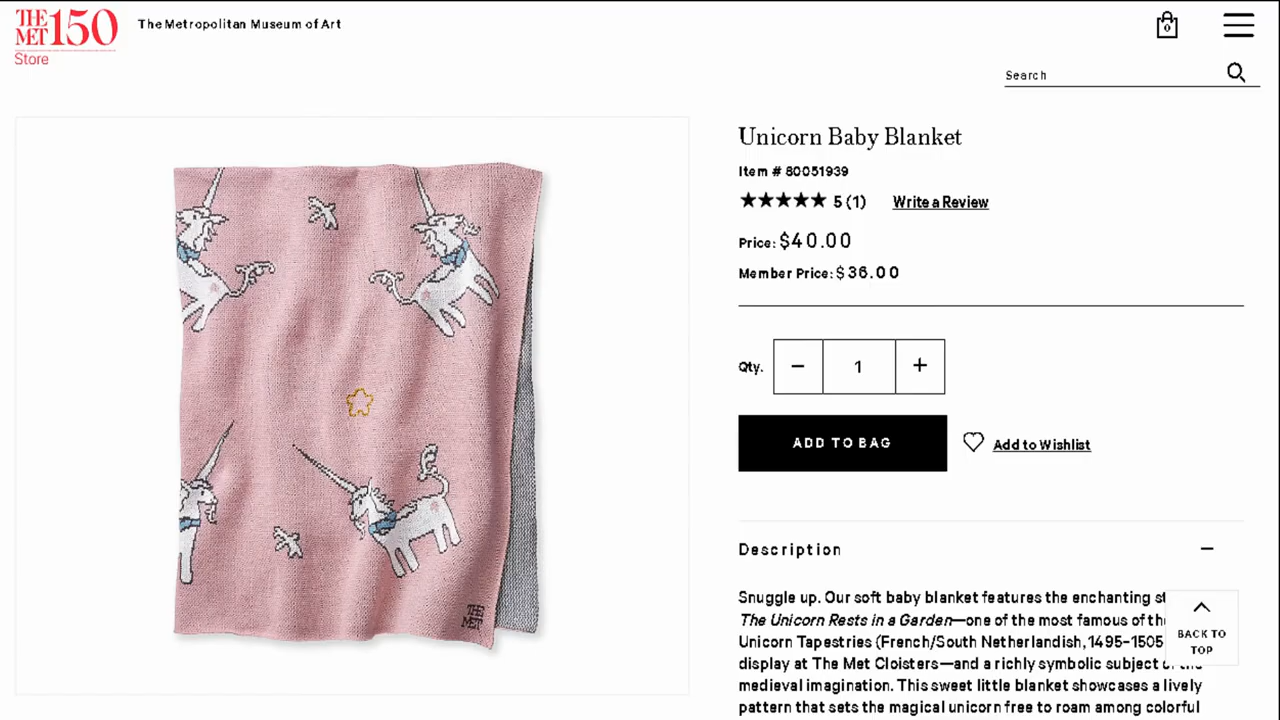 THE MET 150
Store
The Metropolitan Museum of Art
0
Search
Unicorn Baby Blanket
Item # 80051939
5 (1) Write a Review
Price: $40.00
Member Price: $36.00
Qty. − 1 +
ADD TO BAG
Add to Wishlist
Description −
Snuggle up. Our soft baby blanket features the enchanting
The Unicorn Rests in a Garden—one of the most famous of
Unicorn Tapestries (French/South Netherlandish, 1495–1505
display at The Met Cloisters—and a richly symbolic subject
medieval imagination. This sweet little blanket showcases a lively
pattern that sets the magical unicorn free to roam among colorful
BACK TO
TOP
THE
MET